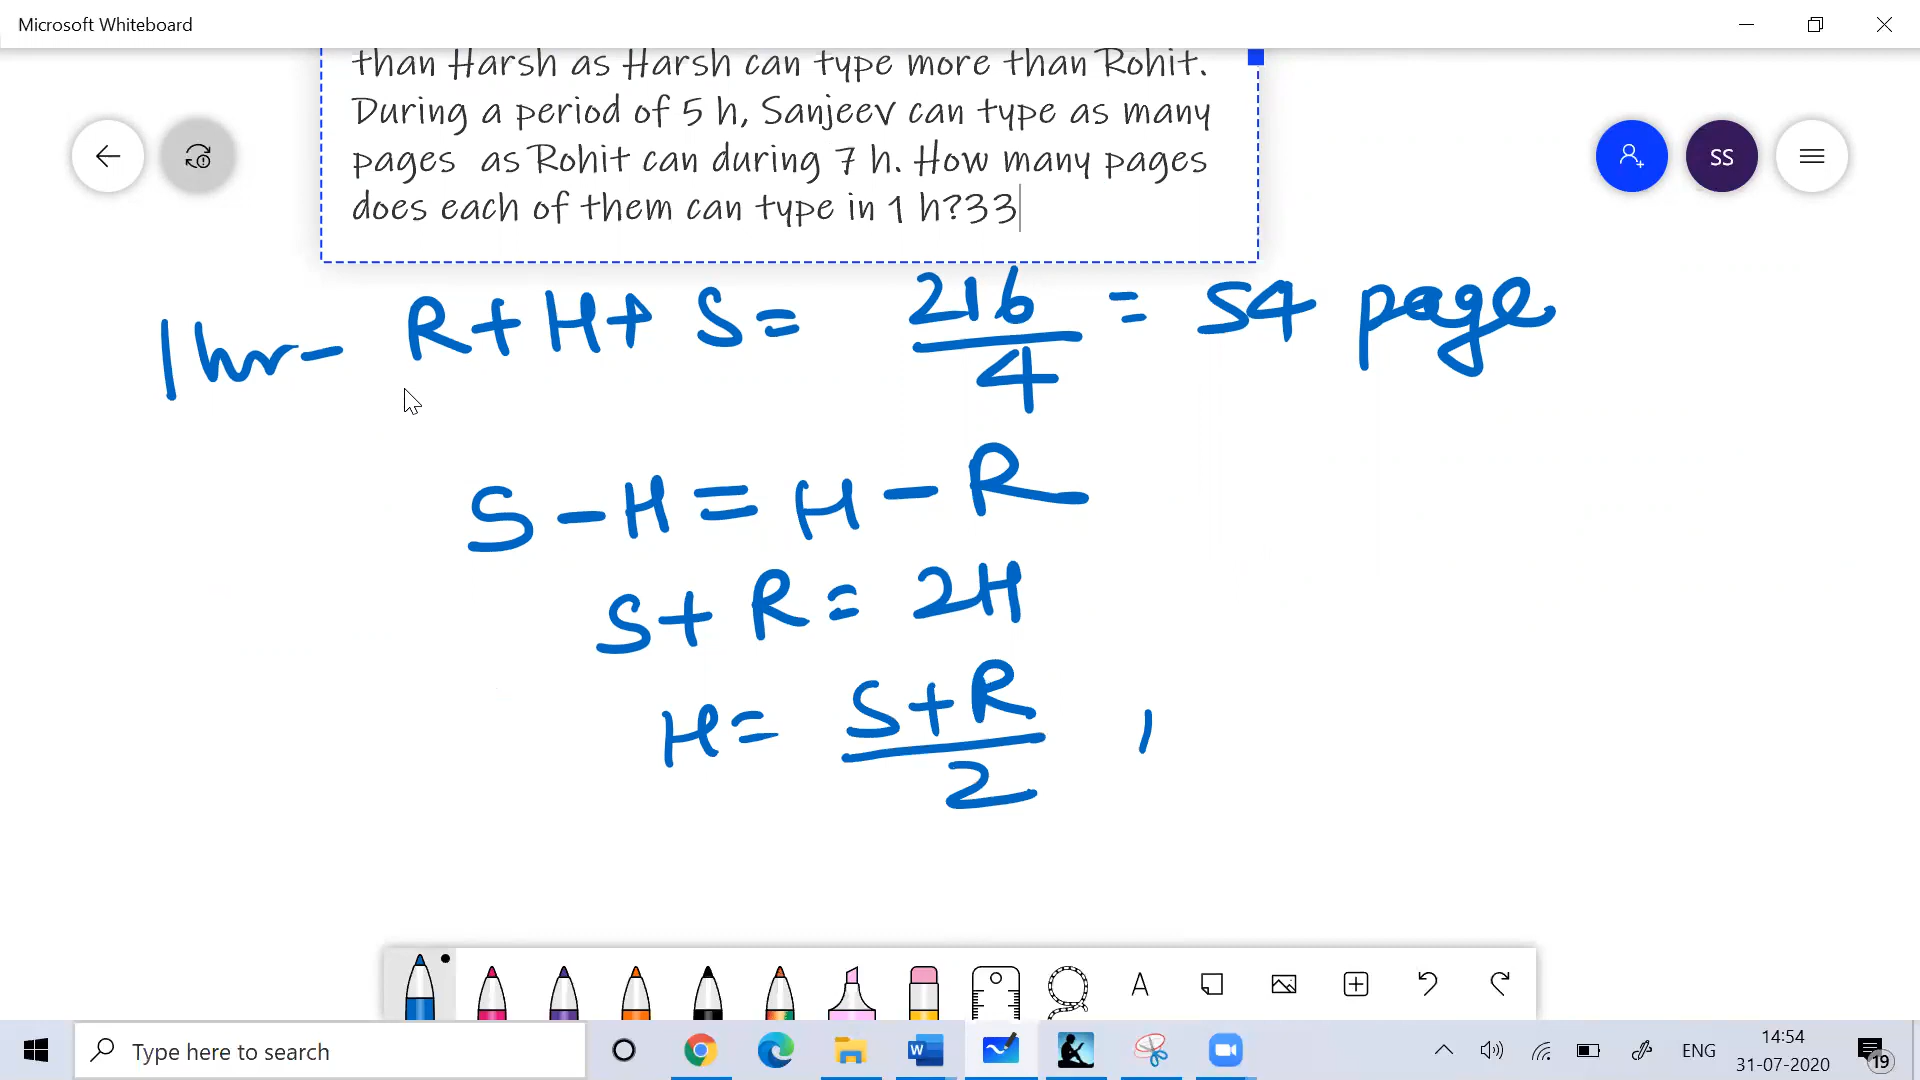 Microsoft Whiteboard
than Harsh as Harsh can type more than Rohit.
During a period of 5 h, Sanjeev can type as many
pages as Rohit can during 7 h. How many pages
does each of them can type in 1 h?33
SS
1 hr - R + H + S = 216/4 = 54 page
S - H = H - R
S + R = 2H
H = S + R/2 ,
A
Type here to search
ENG
14:54
31-07-2020
19